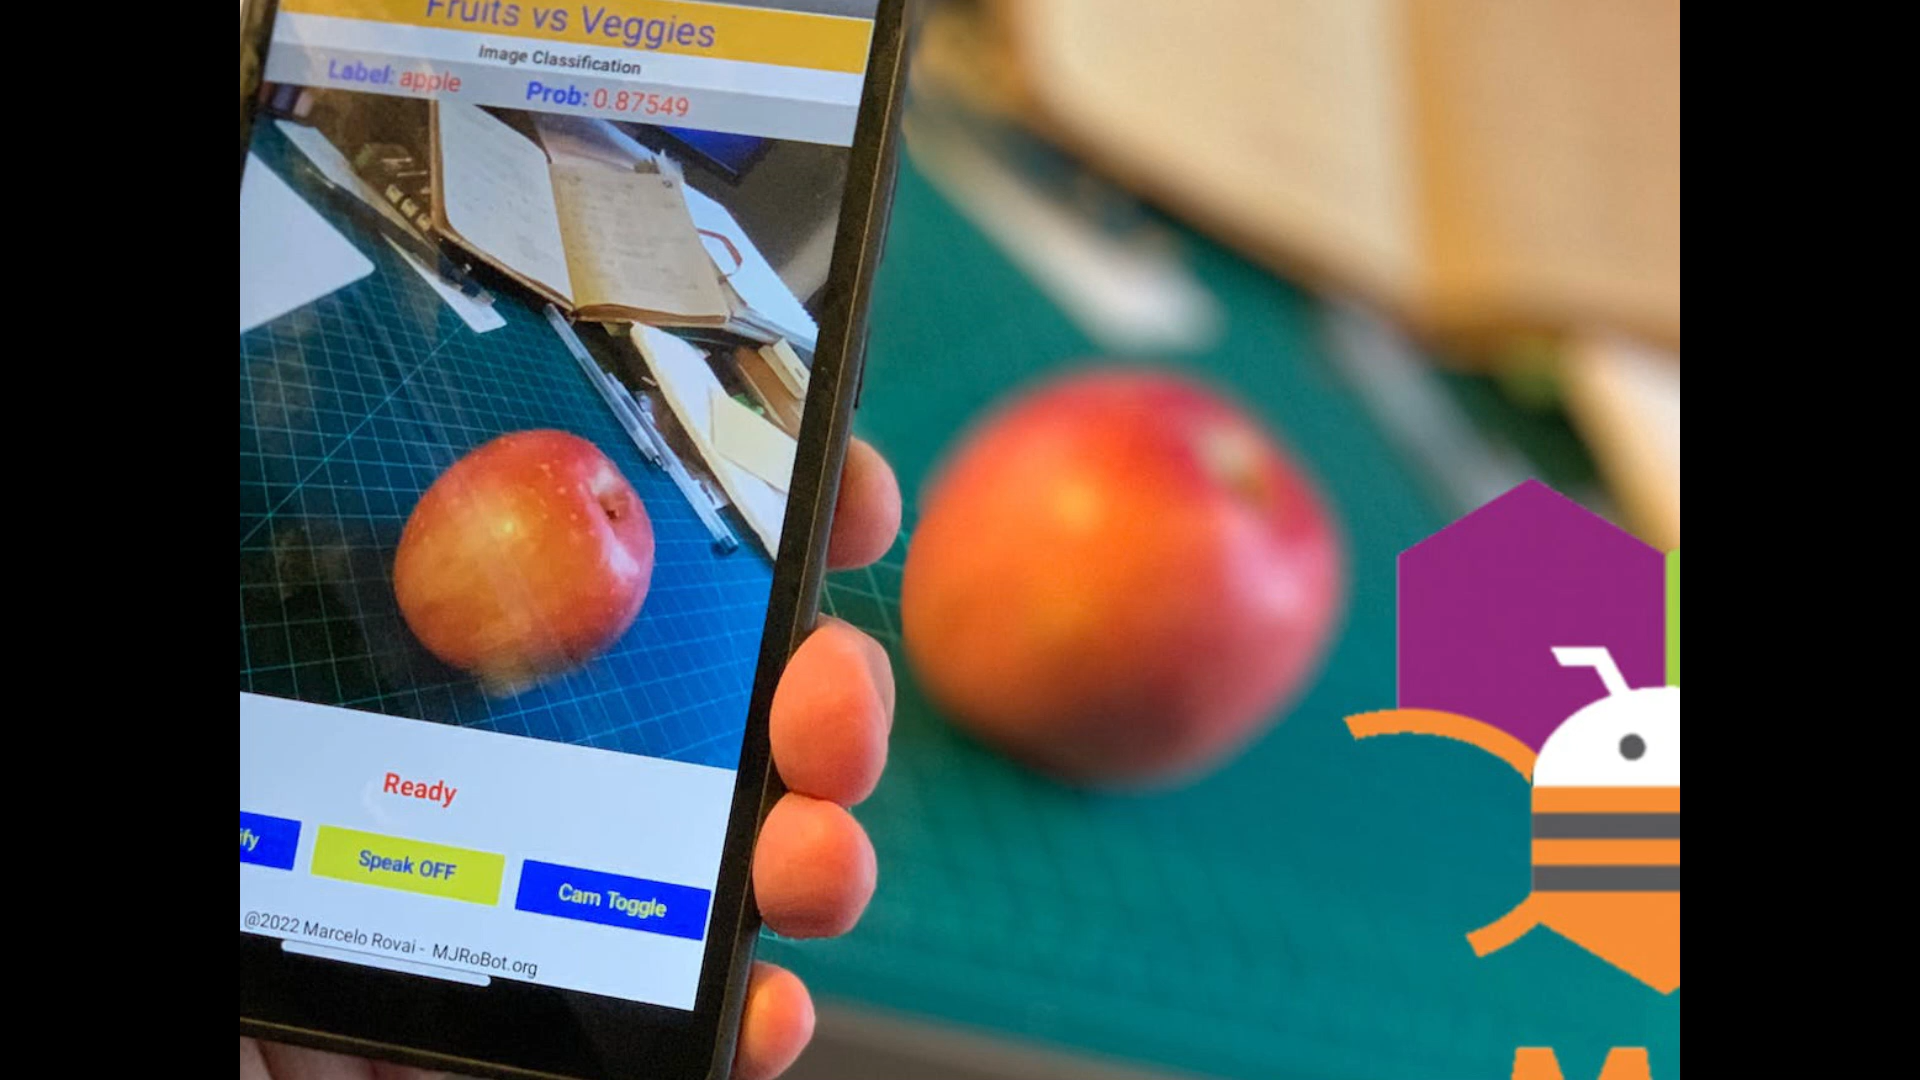 Fruits vs Veggies
Image Classification
Label: apple Prob: 0.87549
Ready
ify
Speak OFF
Cam Toggle
@2022 Marcelo Rovai - MJRoBot.org
M